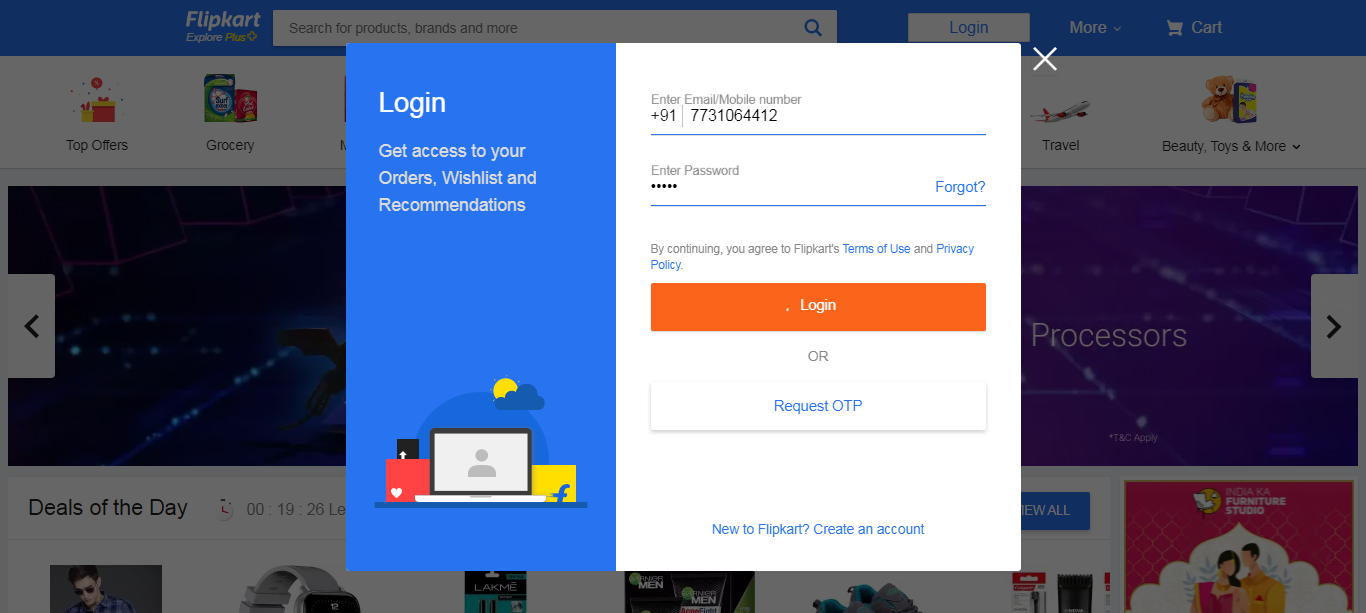 Flipkart
Explore Plus
Search for products, brands and more
Login
More
Cart
Top Offers
Grocery
Travel
Beauty, Toys & More
Login
Get access to your
Orders, Wishlist and
Recommendations
Enter Email/Mobile number
+91 7731064412
Enter Password
•••••
Forgot?
By continuing, you agree to Flipkart's Terms of Use and Privacy
Policy.
Login
OR
Request OTP
New to Flipkart? Create an account
Processors
*T&C Apply
Deals of the Day
00 : 19 : 26 Le
VIEW ALL
INDIA KA
FURNITURE
STUDIO
LAKMÉ
GARNIER
MEN
GARNIER
MEN
AcnoFight
Colgate